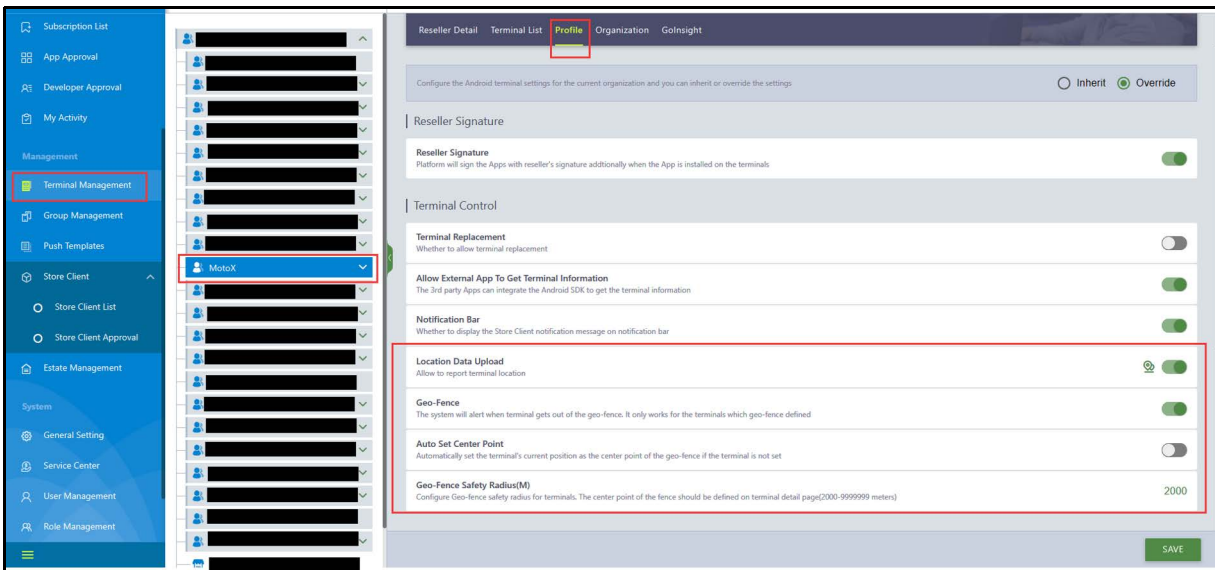 Subscription List
App Approval
Developer Approval
My Activity
Management
Terminal Management
Group Management
Push Templates
Store Client
Store Client List
Store Client Approval
Estate Management
System
General Setting
Service Center
User Management
Role Management
MotoX
Reseller Detail Terminal List Profile Organization GoInsight
Configure the Android terminal settings for the current organization and you can inherit or override the settings
Inherit Override
Reseller Signature
Reseller Signature
Platform will sign the Apps with reseller's signature addtionally when the App is installed on the terminals
Terminal Control
Terminal Replacement
Whether to allow terminal replacement
Allow External App To Get Terminal Information
The 3rd party Apps can integrate the Android SDK to get the terminal information
Notification Bar
Whether to display the Store Client notification message on notification bar
Location Data Upload
Allow to report terminal location
Geo-Fence
The system will alert when terminal gets out of the geo-fence. It only works for the terminals which geo-fence defined
Auto Set Center Point
Automatically set the terminal's current position as the center point of the geo-fence if the terminal is not set
Geo-Fence Safety Radius(M)
Configure Geo-fence safety radius for terminals. The center point of the fence should be defined on terminal detail page(2000-9999999 meters)
2000
SAVE